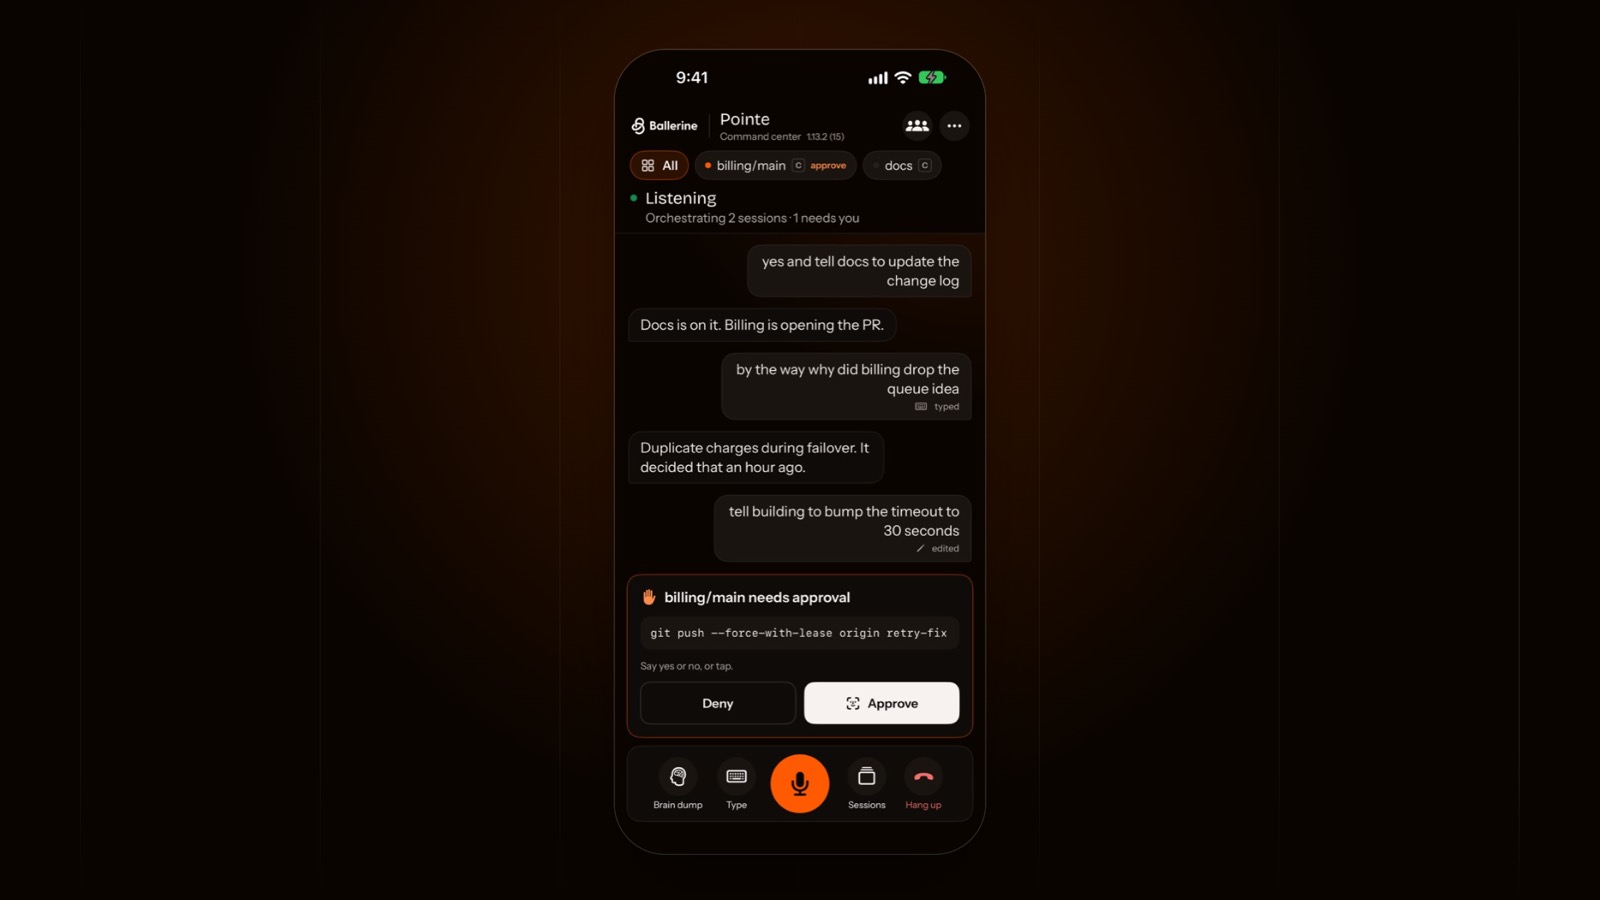 9:41
Ballerine
Pointe
Command center 1.13.2 (15)
All
billing/main C approve
docs C
Listening
Orchestrating 2 sessions · 1 needs you
yes and tell docs to update the
change log
Docs is on it. Billing is opening the PR.
by the way why did billing drop the
queue idea
typed
Duplicate charges during failover. It
decided that an hour ago.
tell building to bump the timeout to
30 seconds
edited
billing/main needs approval
git push --force-with-lease origin retry-fix
Say yes or no, or tap.
Deny
Approve
Brain dump
Type
Sessions
Hang up